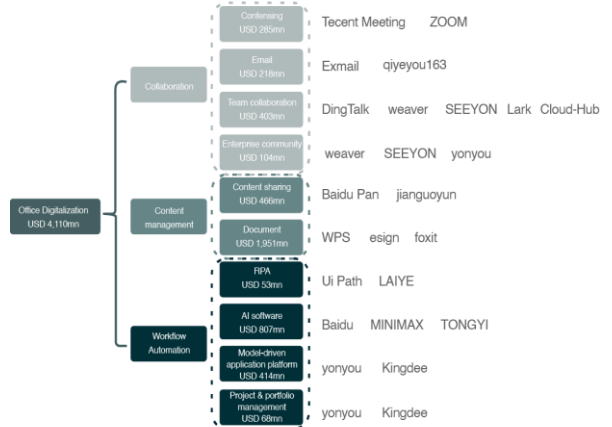 Confensing
USD 285mn
Tecent Meeting ZOOM
Email
USD 218mn
Exmail qiyeyou163
Collaboration
Team collaboration
USD 403mn
DingTalk weaver SEEYON Lark Cloud-Hub
Enterprise community
USD 104mn
weaver SEEYON yonyou
Office Digitalization
USD 4,110mn
Content
management
Content sharing
USD 466mn
Baidu Pan jianguoyun
Document
USD 1,951mn
WPS esign foxit
Workflow
Automation
RPA
USD 53mn
Ui Path LAIYE
AI software
USD 807mn
Baidu MINIMAX TONGYI
Model-driven
application platform
USD 414mn
yonyou Kingdee
Project & portfolio
management
USD 68mn
yonyou Kingdee